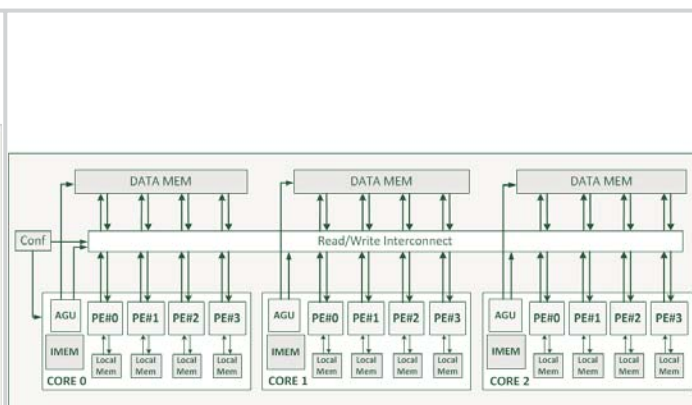 DATA MEM DATA MEM DATA MEM
Conf Read/Write Interconnect
AGU PE#0 PE#1 PE#2 PE#3 AGU PE#0 PE#1 PE#2 PE#3 AGU PE#0 PE#1 PE#2 PE#3
IMEM Local Local Local Local IMEM Local Local Local Local IMEM Local Local Local Local
Mem Mem Mem Mem Mem Mem Mem Mem Mem Mem Mem Mem
CORE 0 CORE 1 CORE 2